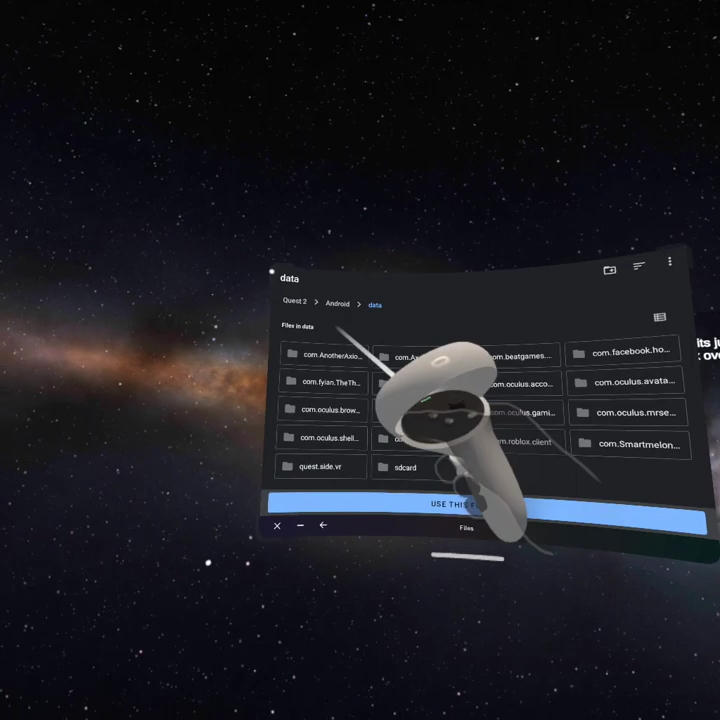 data
Quest 2 > Android > data
Files in data
com.AnotherAxio...
com.beatgames....
com.facebook.ho...
com.fyian.TheTh...
com.oculus.acco...
com.oculus.avata...
com.oculus.brow...
com.oculus.gami...
com.oculus.mrse...
com.oculus.shell...
com.roblox.client
com.Smartmelon...
quest.side.vr
sdcard
USE THIS
Files